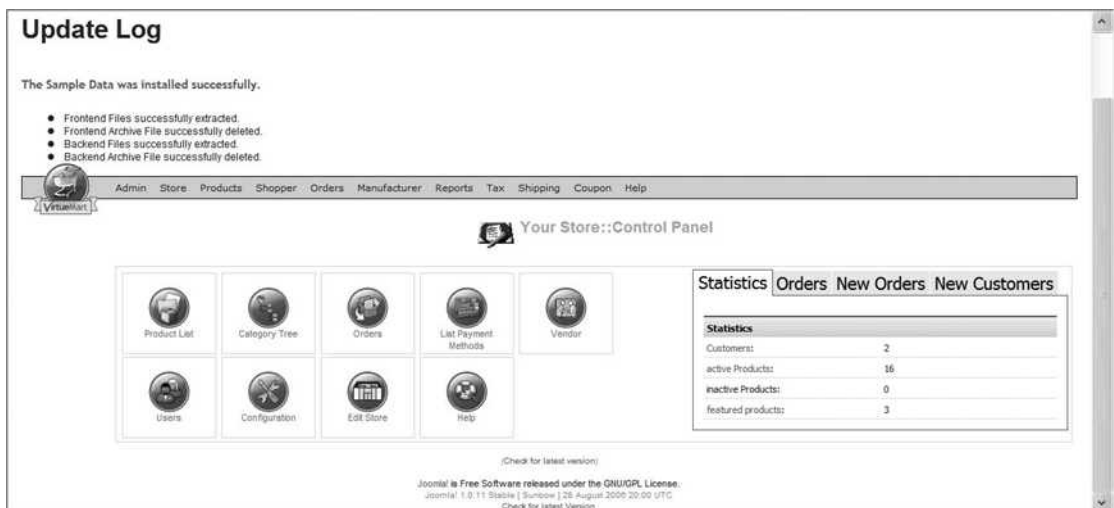 Update Log
The Sample Data was installed successfully.
Frontend Files successfully extracted.
Frontend Archive File successfully deleted.
Backend Files successfully extracted.
Backend Archive File successfully deleted.
Admin Store Products Shopper Orders Manufacturer Reports Tax Shipping Coupon Help
VirtueMart
Your Store::Control Panel
Product List
Category Tree
Orders
List Payment
Methods
Vendor
Users
Configuration
Edit Store
Help
Statistics Orders New Orders New Customers
Statistics
Customers: 2
active Products: 16
inactive Products: 0
featured products: 3
(Check for latest version)
Joomla! is Free Software released under the GNU/GPL License.
Joomla! 1.0.11 Stable [ Sunbow ] 28 August 2006 20:00 UTC
Check for latest Version